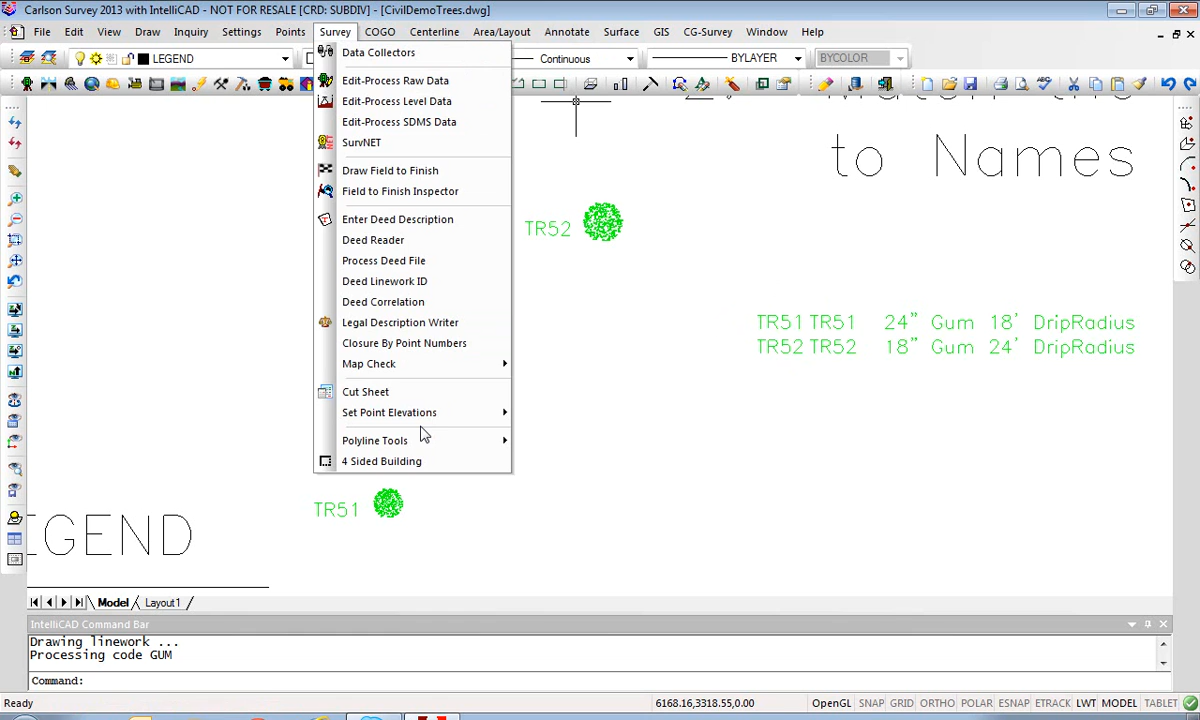 Carlson Survey 2013 with IntelliCAD - NOT FOR RESALE [CRD: SUBDIV] - [CivilDemoTrees.dwg]
File Edit View Draw Inquiry Settings Points Survey COGO Centerline Area/Layout Annotate Surface GIS CG-Survey Window Help
LEGEND Continuous BYLAYER BYCOLOR
Data Collectors
Edit-Process Raw Data
Edit-Process Level Data
Edit-Process SDMS Data
SurvNET
Draw Field to Finish
Field to Finish Inspector
Enter Deed Description
Deed Reader
Process Deed File
Deed Linework ID
Deed Correlation
Legal Description Writer
Closure By Point Numbers
Map Check
Cut Sheet
Set Point Elevations
Polyline Tools
4 Sided Building
to Names
TR52
TR51 TR51 24" Gum 18' DripRadius
TR52 TR52 18" Gum 24' DripRadius
TR51
EGEND
Model Layout1
IntelliCAD Command Bar
Drawing linework ...
Processing code GUM
Command:
Ready 6168.16,3318.55,0.00 OpenGL SNAP GRID ORTHO POLAR ESNAP ETRACK LWT MODEL TABLET